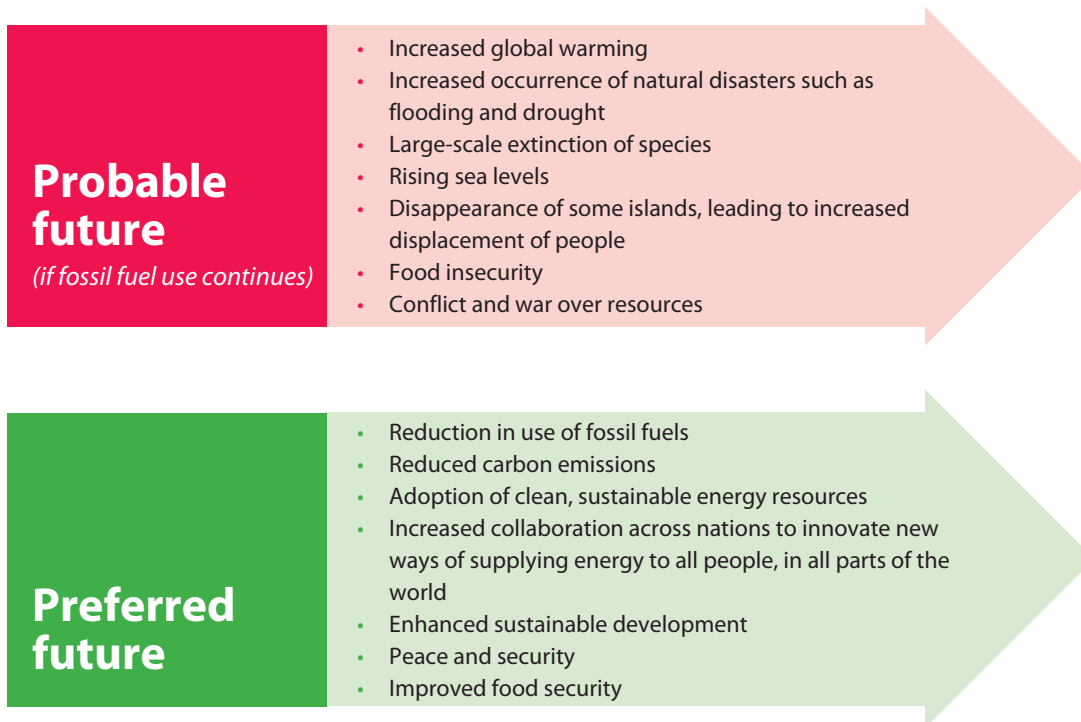 Probable
future
(if fossil fuel use continues)
• Increased global warming
• Increased occurrence of natural disasters such as
flooding and drought
• Large-scale extinction of species
• Rising sea levels
• Disappearance of some islands, leading to increased
displacement of people
• Food insecurity
• Conflict and war over resources
Preferred
future
• Reduction in use of fossil fuels
• Reduced carbon emissions
• Adoption of clean, sustainable energy resources
• Increased collaboration across nations to innovate new
ways of supplying energy to all people, in all parts of the
world
• Enhanced sustainable development
• Peace and security
• Improved food security